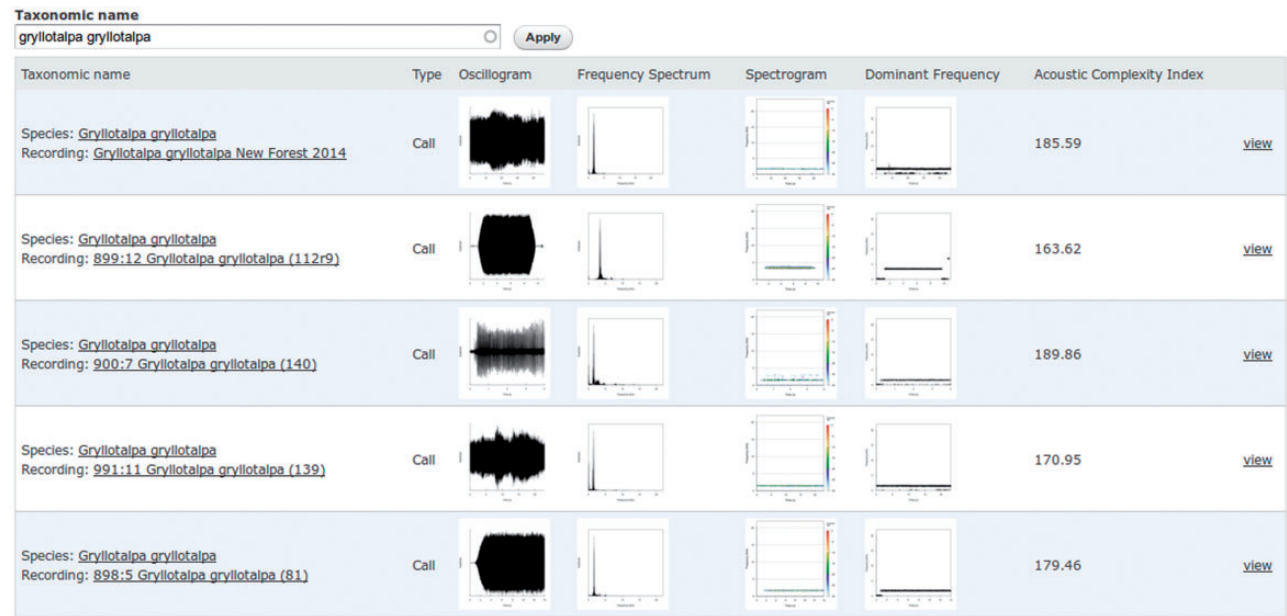 Taxonomic name
gryllotalpa gryllotalpa
Apply
Taxonomic name Type Oscillogram Frequency Spectrum Spectrogram Dominant Frequency Acoustic Complexity Index
Species: Gryllotalpa gryllotalpa
Recording: Gryllotalpa gryllotalpa New Forest 2014
Call
185.59
view
Species: Gryllotalpa gryllotalpa
Recording: 899:12 Gryllotalpa gryllotalpa (112r9)
Call
163.62
view
Species: Gryllotalpa gryllotalpa
Recording: 900:7 Gryllotalpa gryllotalpa (140)
Call
189.86
view
Species: Gryllotalpa gryllotalpa
Recording: 991:11 Gryllotalpa gryllotalpa (139)
Call
170.95
view
Species: Gryllotalpa gryllotalpa
Recording: 898:5 Gryllotalpa gryllotalpa (81)
Call
179.46
view